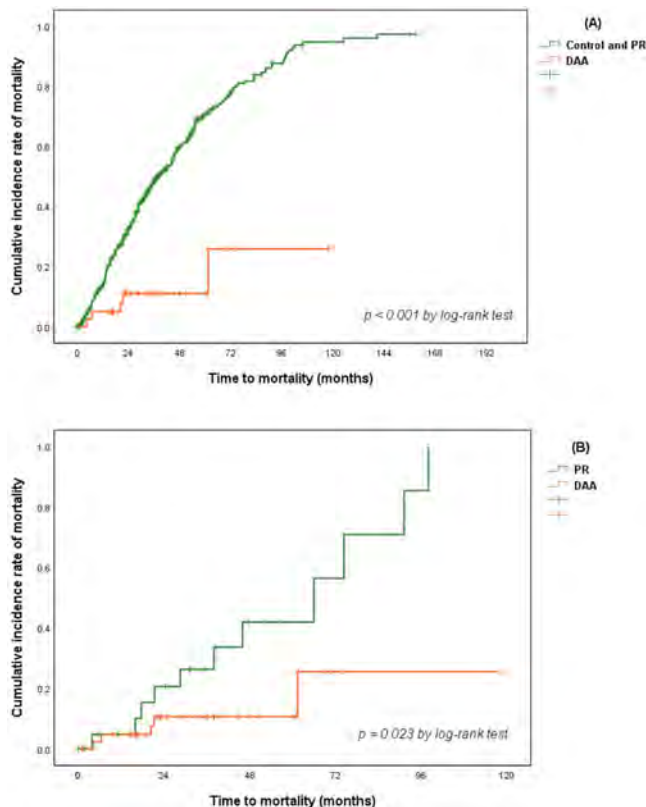 (A)
Control and PR
DAA
Cumulative incidence rate of mortality
1.0
0.8
0.6
0.4
0.2
0.0
p < 0.001 by log-rank test
0 24 48 72 96 120 144 168 192
Time to mortality (months)
(B)
PR
DAA
Cumulative incidence rate of mortality
1.0
0.8
0.6
0.4
0.2
0.0
p = 0.023 by log-rank test
0 24 48 72 96 120
Time to mortality (months)